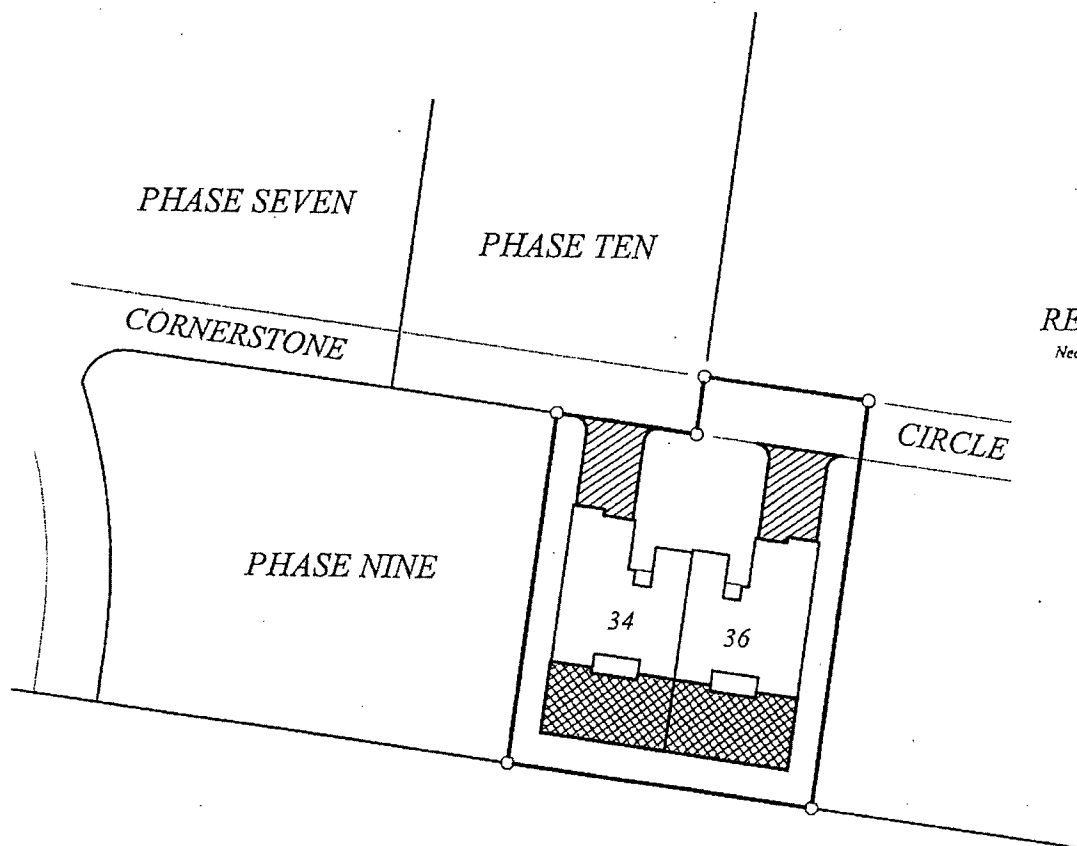 PHASE SEVEN
PHASE TEN
CORNERSTONE
CIRCLE
PHASE NINE
34
36